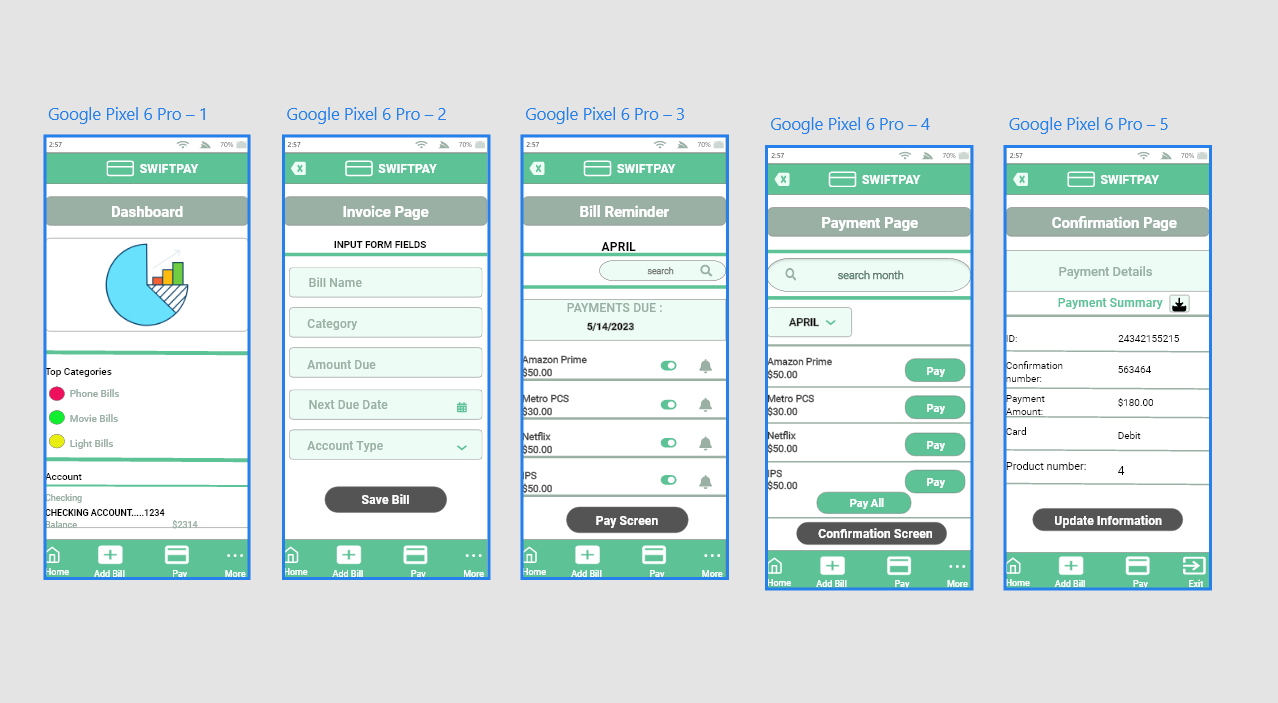 Google Pixel 6 Pro – 1
2:57
70%
SWIFTPAY
Dashboard
Top Categories
Phone Bills
Movie Bills
Light Bills
Account
Checking
CHECKING ACCOUNT.....1234
Balance $2314
Home Add Bill Pay More
Google Pixel 6 Pro – 2
2:57
70%
X SWIFTPAY
Invoice Page
INPUT FORM FIELDS
Bill Name
Category
Amount Due
Next Due Date
Account Type
Save Bill
Home Add Bill Pay More
Google Pixel 6 Pro – 3
2:57
70%
X SWIFTPAY
Bill Reminder
APRIL
search
PAYMENTS DUE :
5/14/2023
Amazon Prime
$50.00
Metro PCS
$30.00
Netflix
$50.00
IPS
$50.00
Pay Screen
Home Add Bill Pay More
Google Pixel 6 Pro – 4
2:57
70%
X SWIFTPAY
Payment Page
search month
APRIL
Amazon Prime
$50.00
Pay
Metro PCS
$30.00
Pay
Netflix
$50.00
Pay
IPS
$50.00
Pay
Pay All
Confirmation Screen
Home Add Bill Pay More
Google Pixel 6 Pro – 5
2:57
70%
X SWIFTPAY
Confirmation Page
Payment Details
Payment Summary
ID: 24342155215
Confirmation
number:
563464
Payment
Amount:
$180.00
Card Debit
Product number: 4
Update Information
Home Add Bill Pay Exit